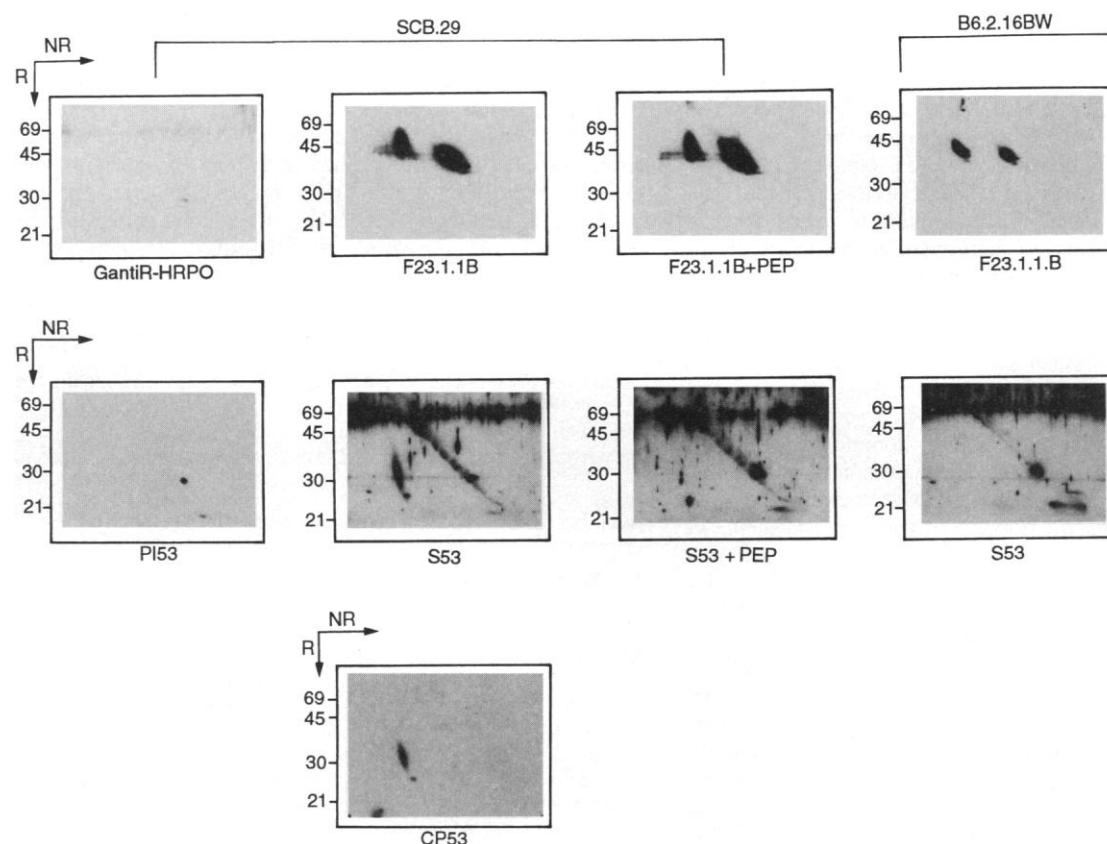 SCB.29
B6.2.16BW
NR
R
69
45
30
21
GantiR-HRPO
69
45
30
21
F23.1.1B
69
45
30
21
F23.1.1B+PEP
69
45
30
21
F23.1.1.B
NR
R
69
45
30
21
PI53
69
45
30
21
S53
69
45
30
21
S53 + PEP
69
45
30
21
S53
NR
R
69
45
30
21
CP53